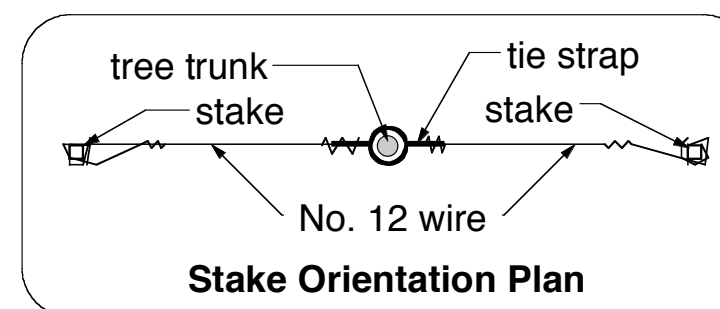 tree trunk
tie strap
stake
stake
No. 12 wire
Stake Orientation Plan